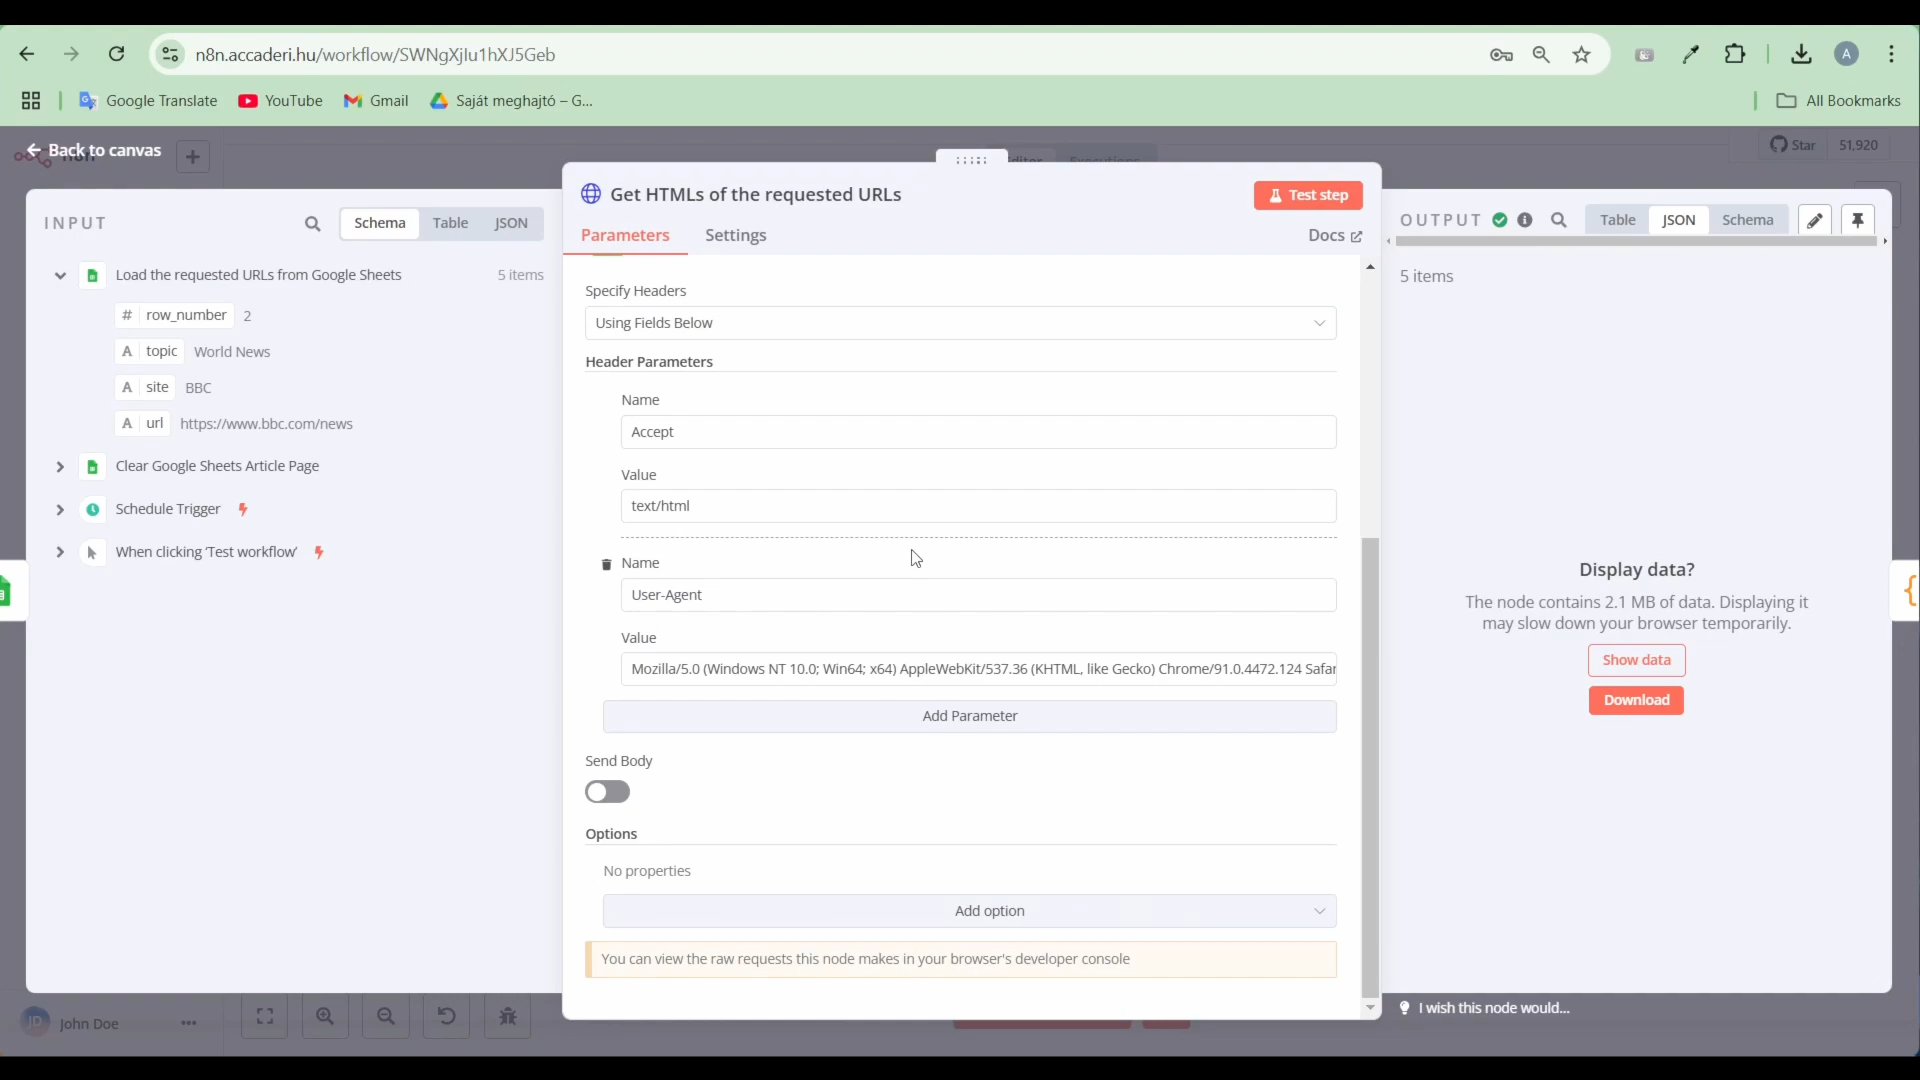 n8n.accaderi.hu/workflow/SWNgXjlu1hXJ5Geb
A
Google Translate
YouTube
Gmail
Saját meghajtó – G...
All Bookmarks
Back to canvas
Star
51,920
INPUT
Schema
Table
JSON
Load the requested URLs from Google Sheets
5 items
# row_number 2
A topic World News
A site BBC
A url https://www.bbc.com/news
Clear Google Sheets Article Page
Schedule Trigger
When clicking 'Test workflow'
Get HTMLs of the requested URLs
Test step
Parameters
Settings
Docs
Specify Headers
Using Fields Below
Header Parameters
Name
Accept
Value
text/html
Name
User-Agent
Value
Mozilla/5.0 (Windows NT 10.0; Win64; x64) AppleWebKit/537.36 (KHTML, like Gecko) Chrome/91.0.4472.124 Safar
Add Parameter
Send Body
Options
No properties
Add option
You can view the raw requests this node makes in your browser's developer console
OUTPUT
Table
JSON
Schema
5 items
Display data?
The node contains 2.1 MB of data. Displaying it
may slow down your browser temporarily.
Show data
Download
JD
John Doe
I wish this node would...